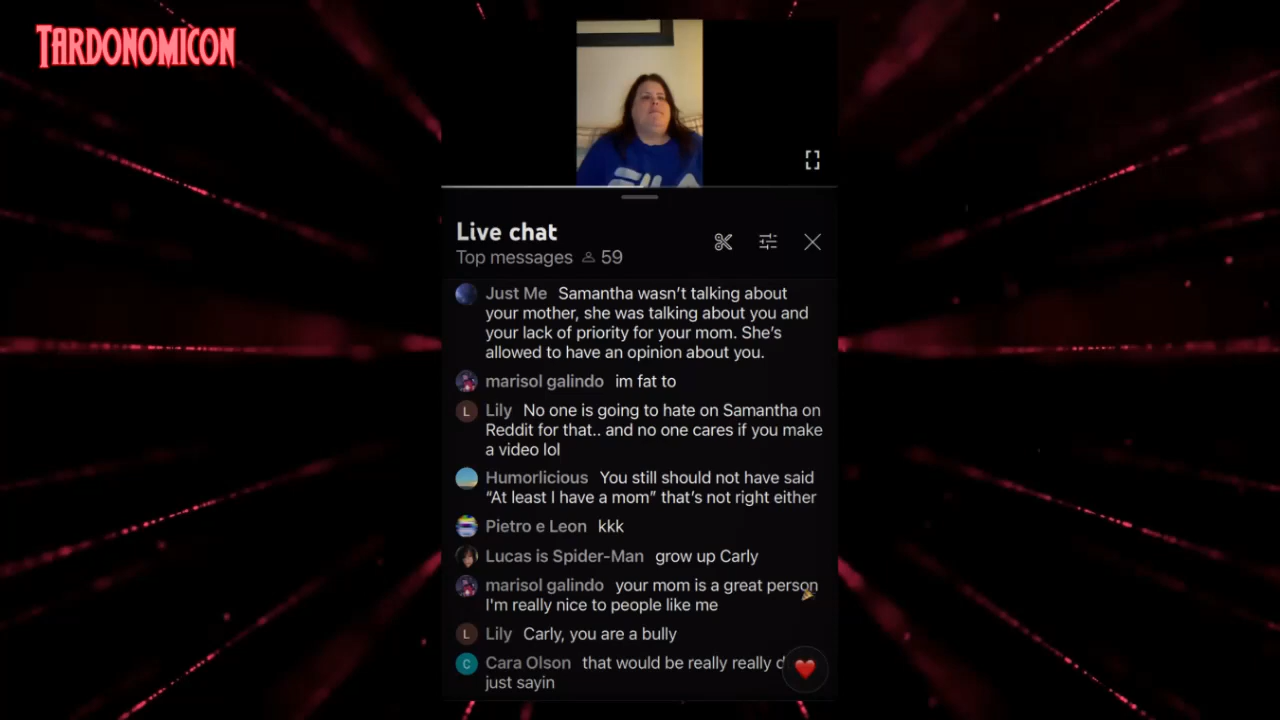 TARDONOMICON
Live chat
Top messages 59
Just Me Samantha wasn’t talking about
your mother, she was talking about you and
your lack of priority for your mom. She’s
allowed to have an opinion about you.
marisol galindo im fat to
L Lily No one is going to hate on Samantha on
Reddit for that.. and no one cares if you make
a video lol
Humorlicious You still should not have said
“At least I have a mom” that’s not right either
Pietro e Leon kkk
Lucas is Spider-Man grow up Carly
marisol galindo your mom is a great person
I'm really nice to people like me
L Lily Carly, you are a bully
C Cara Olson that would be really really
just sayin